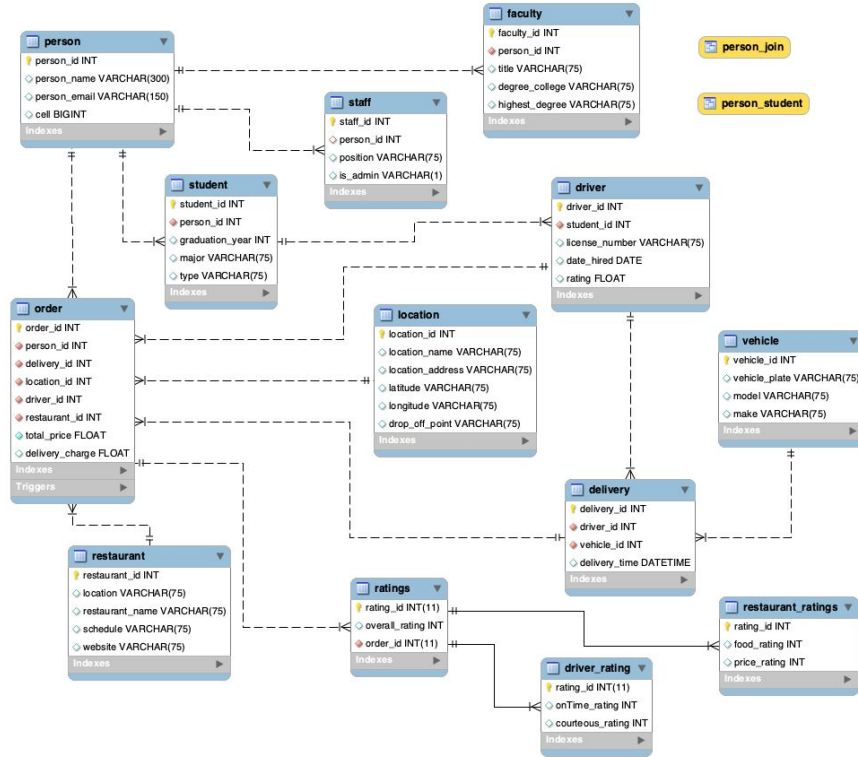 person
person_id INT
person_name VARCHAR(300)
person_email VARCHAR(150)
cell BIGINT
Indexes
faculty
faculty_id INT
person_id INT
title VARCHAR(75)
degree_college VARCHAR(75)
highest_degree VARCHAR(75)
Indexes
person_join
person_student
staff
staff_id INT
person_id INT
position VARCHAR(75)
is_admin VARCHAR(1)
Indexes
student
student_id INT
person_id INT
graduation_year INT
major VARCHAR(75)
type VARCHAR(75)
Indexes
driver
driver_id INT
student_id INT
license_number VARCHAR(75)
date_hired DATE
rating FLOAT
Indexes
order
order_id INT
person_id INT
delivery_id INT
location_id INT
driver_id INT
restaurant_id INT
total_price FLOAT
delivery_charge FLOAT
Indexes
Triggers
location
location_id INT
location_name VARCHAR(75)
location_address VARCHAR(75)
latitude VARCHAR(75)
longitude VARCHAR(75)
drop_off_point VARCHAR(75)
Indexes
vehicle
vehicle_id INT
vehicle_plate VARCHAR(75)
model VARCHAR(75)
make VARCHAR(75)
Indexes
delivery
delivery_id INT
driver_id INT
vehicle_id INT
delivery_time DATETIME
Indexes
restaurant
restaurant_id INT
location VARCHAR(75)
restaurant_name VARCHAR(75)
schedule VARCHAR(75)
website VARCHAR(75)
Indexes
ratings
rating_id INT(11)
overall_rating INT
order_id INT(11)
Indexes
restaurant_ratings
rating_id INT
food_rating INT
price_rating INT
Indexes
driver_rating
rating_id INT(11)
onTime_rating INT
courteous_rating INT
Indexes